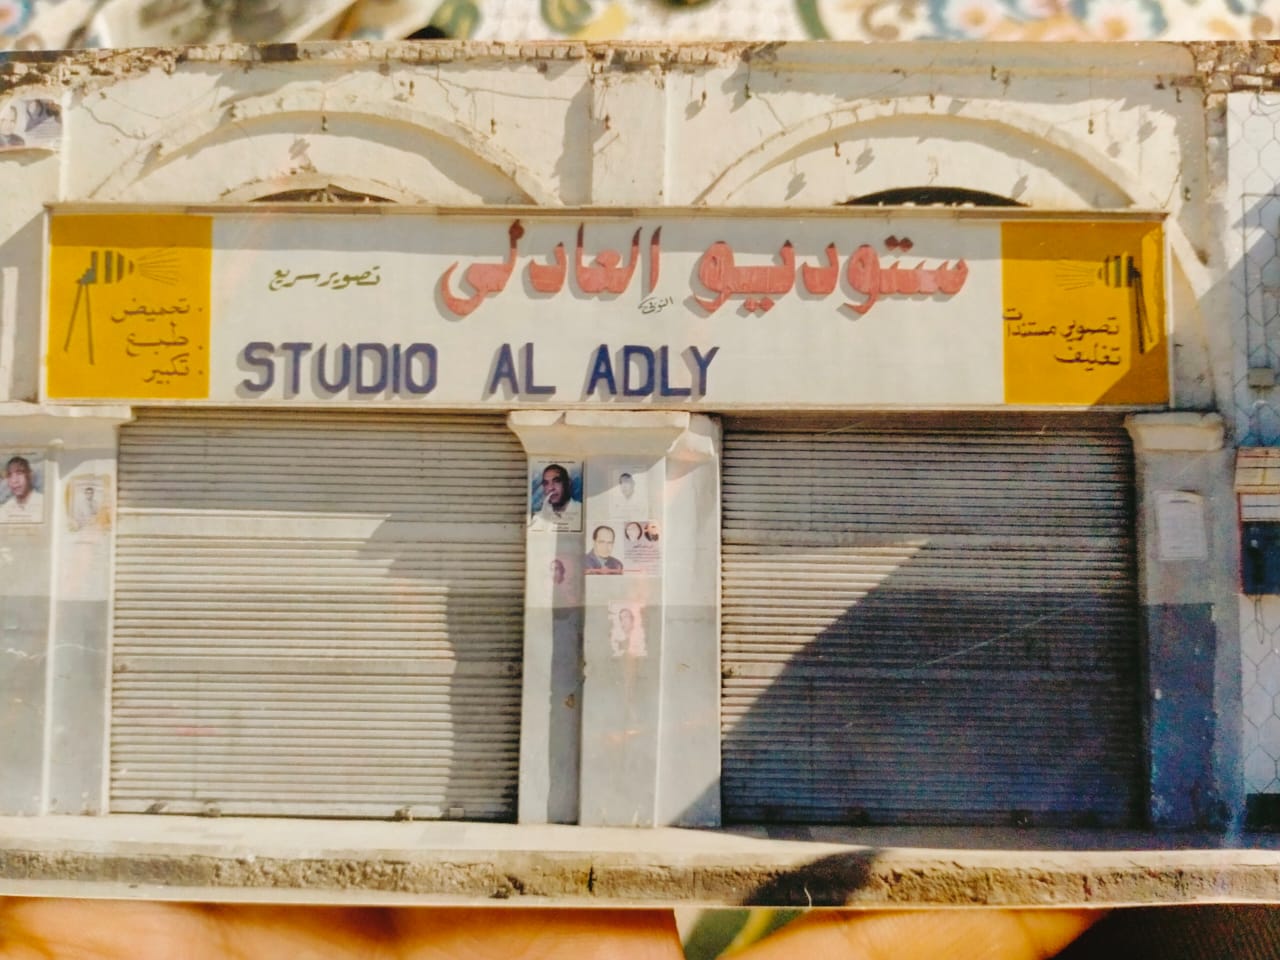 ستوديو العادلى
تصوير سريع
STUDIO AL ADLY
تصوير مستندات
تغليف
. تحميض
. طبع
. تكبير